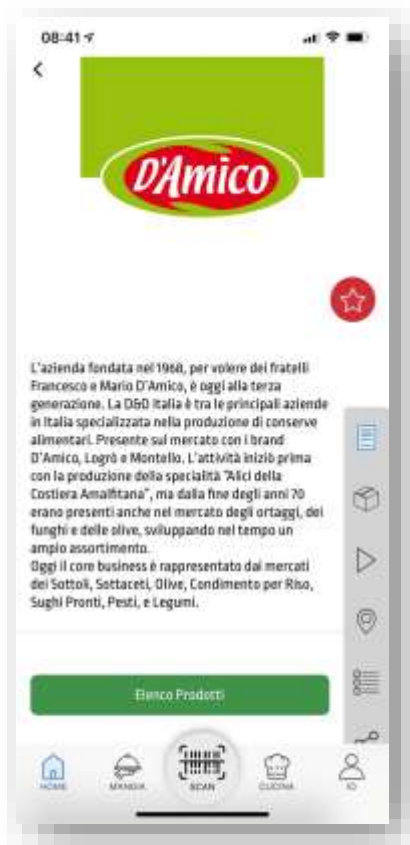 08:41
D'Amico
L'azienda fondata nel 1968, per volere dei fratelli
Francesco e Mario D'Amico, è oggi alla terza
generazione. La D&D Italia è tra le principali aziende
in Italia specializzata nella produzione di conserve
alimentari. Presente sul mercato con i brand
D'Amico, Logrò e Montello. L'attività iniziò prima
con la produzione della specialità "Alici della
Costiera Amalfitana", ma dalla fine degli anni 70
erano presenti anche nel mercato degli ortaggi, dei
funghi e delle olive, sviluppando nel tempo un
ampio assortimento.
Oggi il core business è rappresentato dai mercati
dei Sottoli, Sottaceti, Olive, Condimento per Riso,
Sughi Pronti, Pesti, e Legumi.
Elenco Prodotti
HOME MANGIA SCAN CUCINA IO